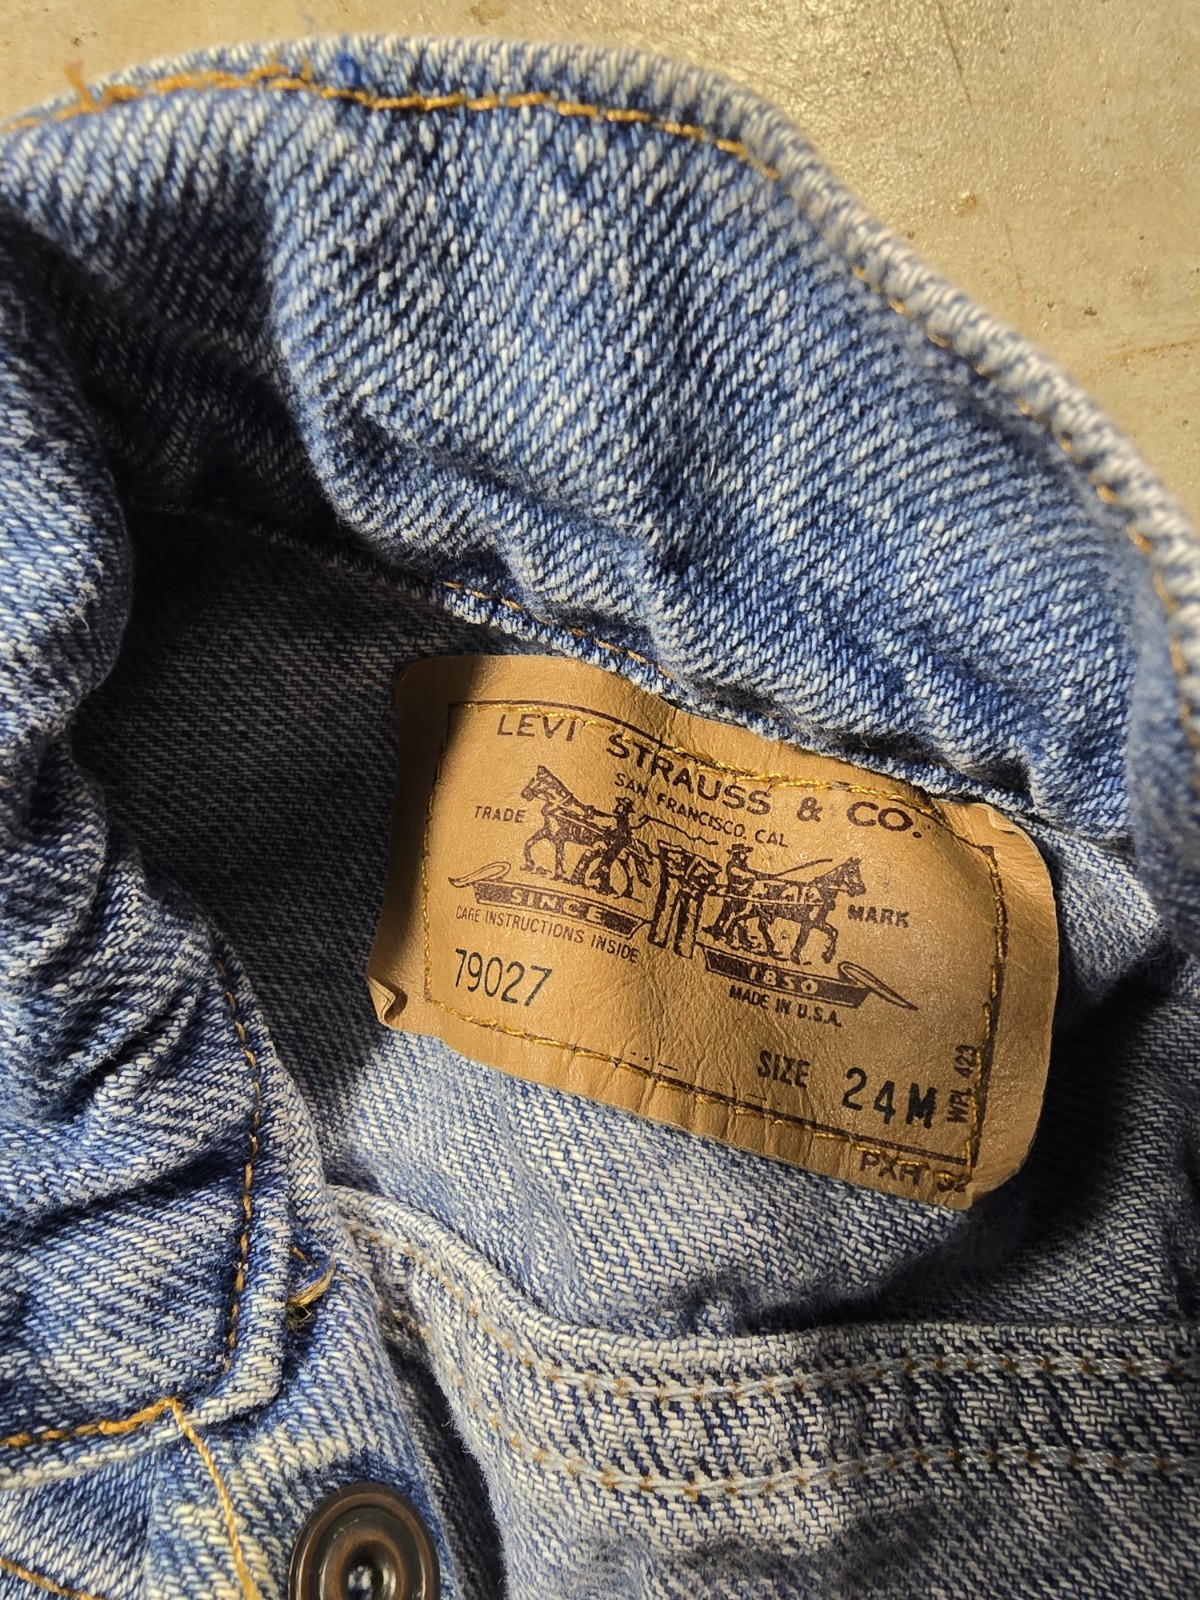 LEVI STRAUSS & CO.
SAN FRANCISCO, CAL
TRADE MARK
SINCE 1850
CARE INSTRUCTIONS INSIDE
MADE IN U.S.A.
79027
SIZE 24M
WPL 423